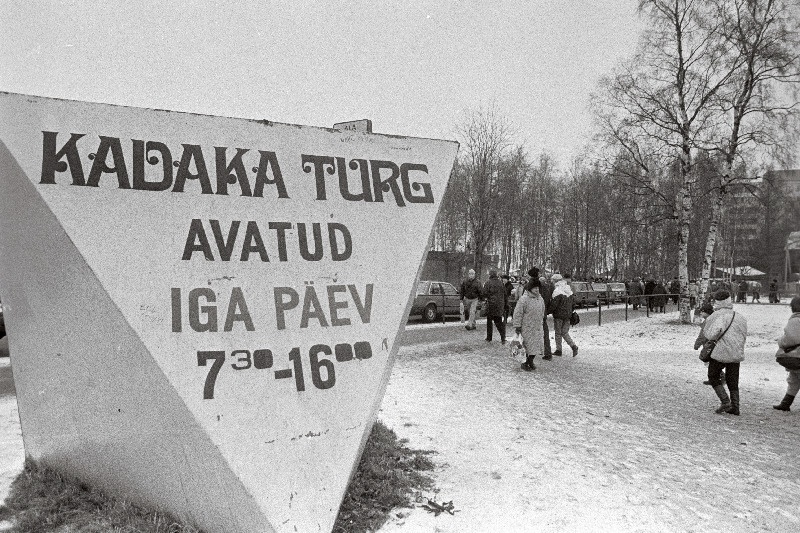 KADAKA TURG
AVATUD
IGA PÄEV
7³⁰-16⁰⁰